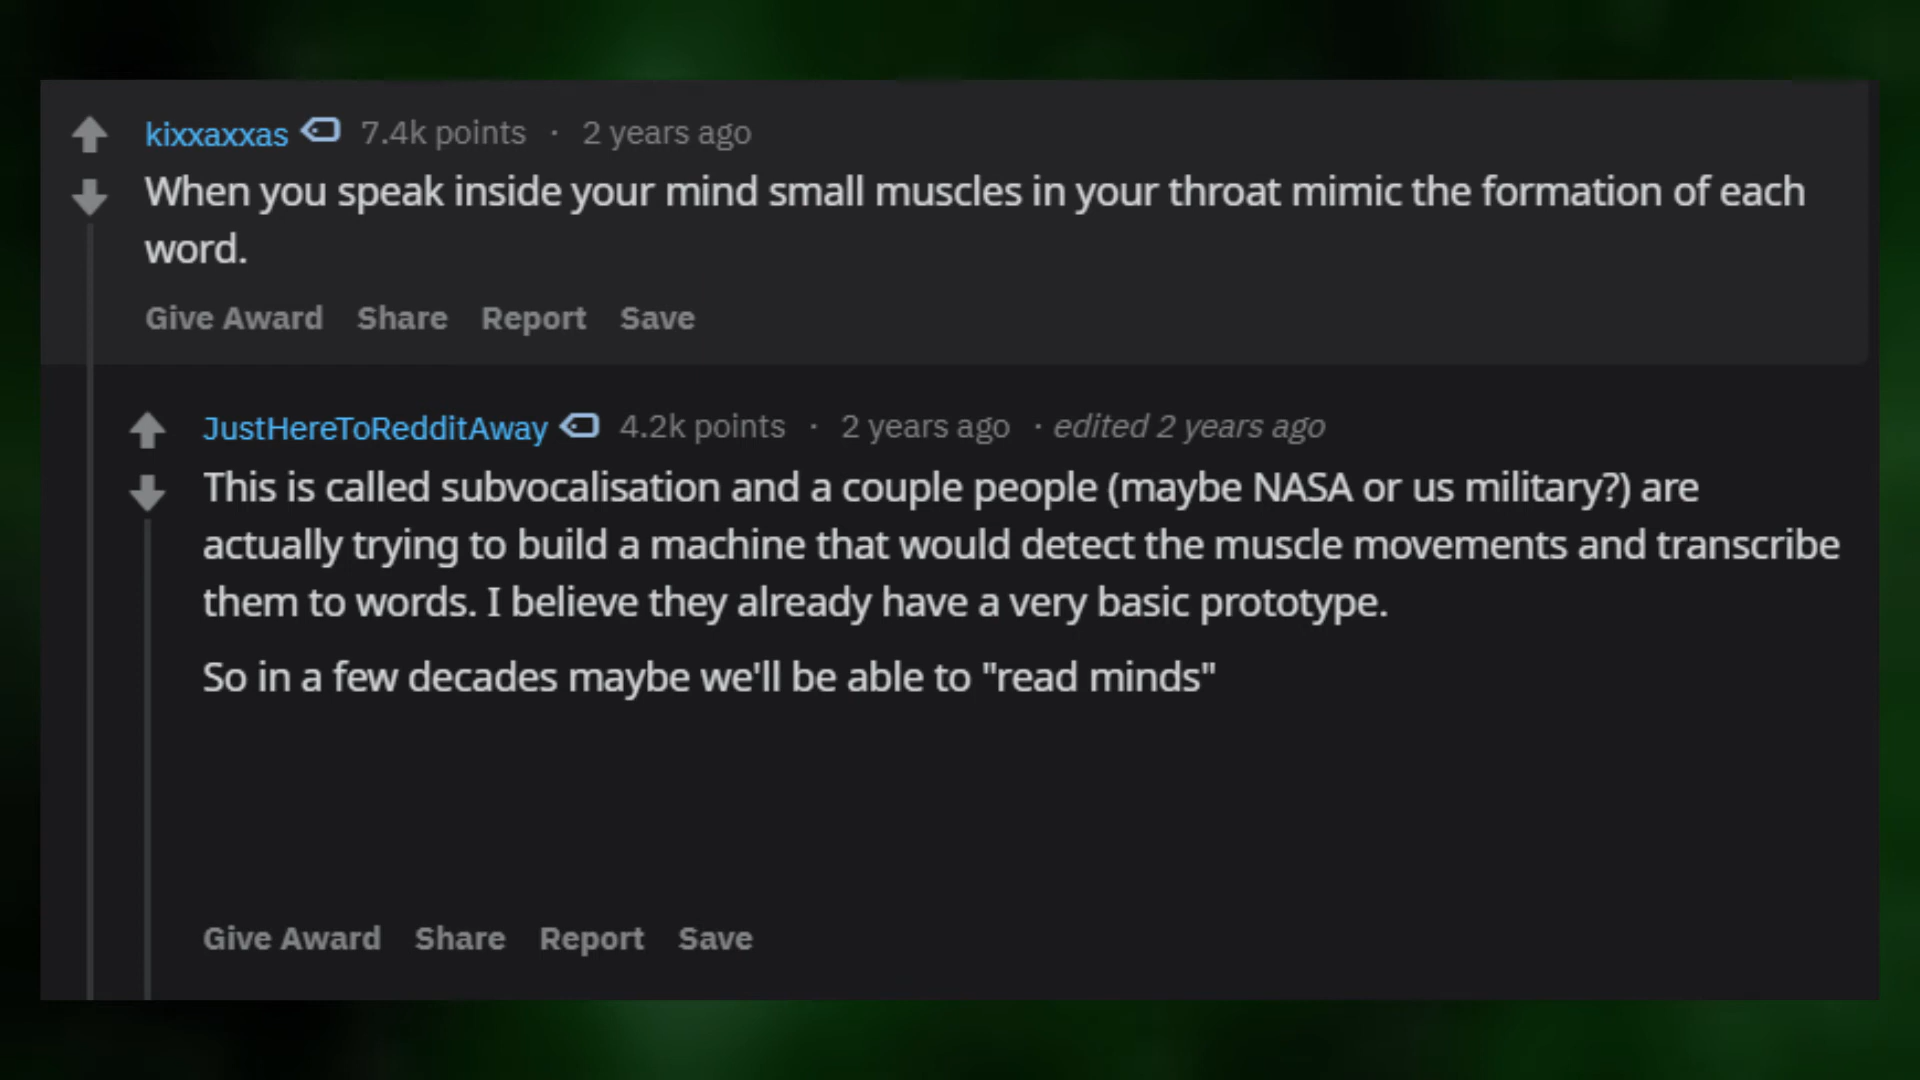 kixxaxxas 7.4k points · 2 years ago
When you speak inside your mind small muscles in your throat mimic the formation of each
word.
Give Award Share Report Save
JustHereToRedditAway 4.2k points · 2 years ago · edited 2 years ago
This is called subvocalisation and a couple people (maybe NASA or us military?) are
actually trying to build a machine that would detect the muscle movements and transcribe
them to words. I believe they already have a very basic prototype.
So in a few decades maybe we'll be able to "read minds"
Give Award Share Report Save